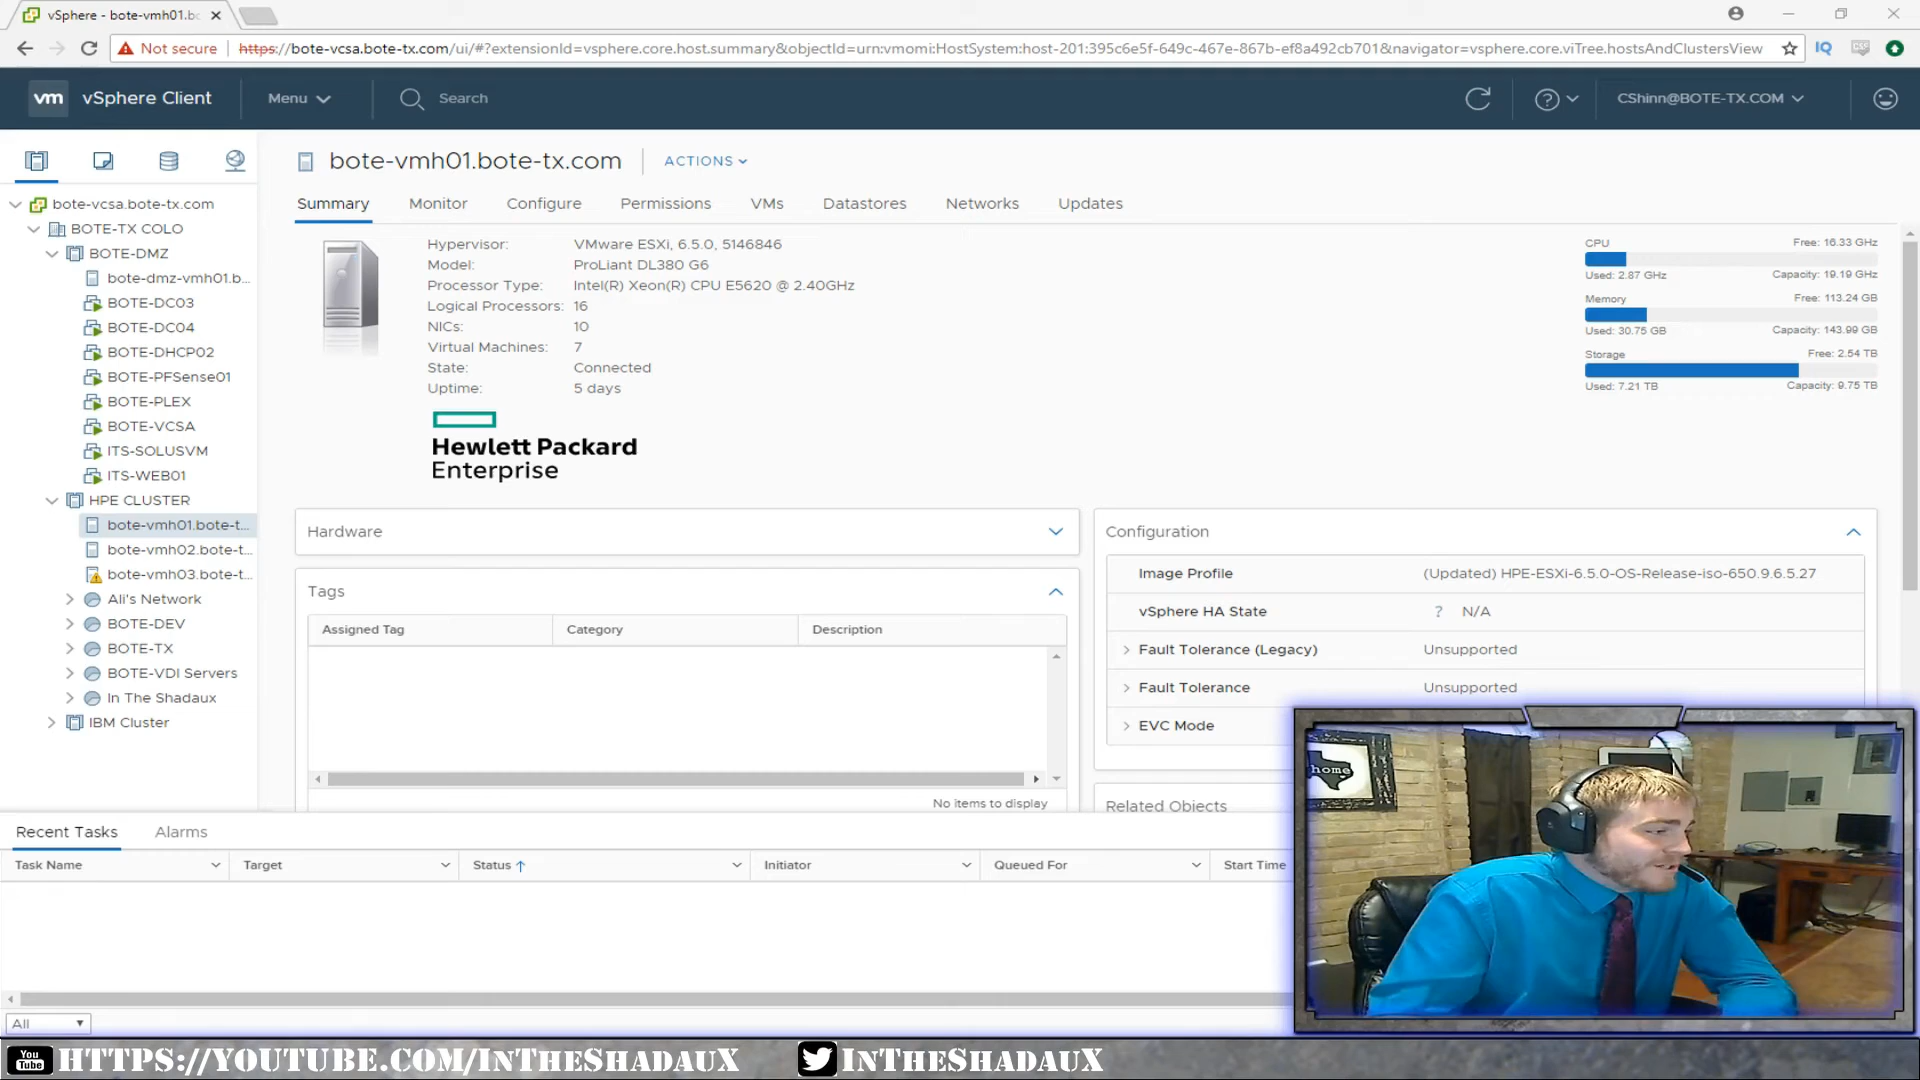 vSphere - bote-vmh01.bc
Not secure https://bote-vcsa.bote-tx.com/ui/#?extensionId=vsphere.core.host.summary&objectId=urn:vmomi:HostSystem:host-201:395c6e5f-649c-467e-867b-ef8a492cb701&navigator=vsphere.core.viTree.hostsAndClustersView
IQ
vm vSphere Client Menu Search CShinn@BOTE-TX.COM
bote-vmh01.bote-tx.com ACTIONS
Summary Monitor Configure Permissions VMs Datastores Networks Updates
bote-vcsa.bote-tx.com
BOTE-TX COLO
BOTE-DMZ
bote-dmz-vmh01.b...
BOTE-DC03
BOTE-DC04
BOTE-DHCP02
BOTE-PFSense01
BOTE-PLEX
BOTE-VCSA
ITS-SOLUSVM
ITS-WEB01
HPE CLUSTER
bote-vmh01.bote-t...
bote-vmh02.bote-t...
bote-vmh03.bote-t...
Ali's Network
BOTE-DEV
BOTE-TX
BOTE-VDI Servers
In The Shadaux
IBM Cluster
Hypervisor: VMware ESXi, 6.5.0, 5146846
Model: ProLiant DL380 G6
Processor Type: Intel(R) Xeon(R) CPU E5620 @ 2.40GHz
Logical Processors: 16
NICs: 10
Virtual Machines: 7
State: Connected
Uptime: 5 days
Hewlett Packard
Enterprise
CPU Free: 16.33 GHz
Used: 2.87 GHz Capacity: 19.19 GHz
Memory Free: 113.24 GB
Used: 30.75 GB Capacity: 143.99 GB
Storage Free: 2.54 TB
Used: 7.21 TB Capacity: 9.75 TB
Hardware
Tags
Assigned Tag Category Description
No items to display
Configuration
Image Profile (Updated) HPE-ESXi-6.5.0-OS-Release-iso-650.9.6.5.27
vSphere HA State ? N/A
Fault Tolerance (Legacy) Unsupported
Fault Tolerance Unsupported
EVC Mode
Related Objects
home
Recent Tasks Alarms
Task Name Target Status Initiator Queued For Start Time
All
You Tube HTTPS://YOUTUBE.COM/INTHESHADAUX INTHESHADAUX